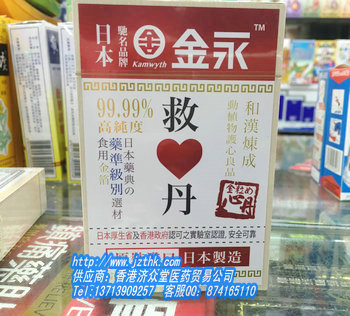 日本
馳名品牌
金
Kamwyth
金永™
99.99%
高純度
日本藥典の
藥準級別選材
食用金箔
救
丹
和漢煉成
動植物護心良品
金粒め
心丹
日本厚生省及香港政府認可之實驗室認證,安全可靠
日本製造
www.jzthk.com
供应商:香港济众堂医药贸易公司
Tel:13713909257 客服QQ:874165110